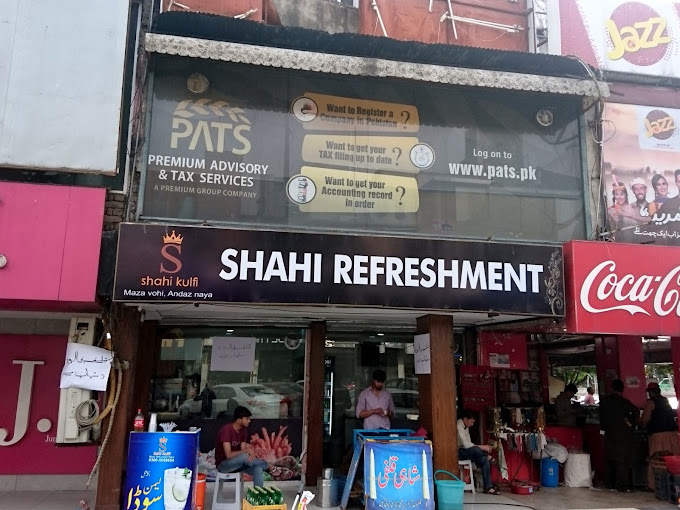 PATS
PREMIUM ADVISORY
& TAX SERVICES
A PREMIUM GROUP COMPANY
Want to Register a
Company in Pakistan
?
Want to get your
TAX filing up to date
?
Want to get your
Accounting record
in order
?
Log on to
www.pats.pk
Jazz
Jazz
S
shahi kulfi
Maza vohi, Andaz naya
SHAHI REFRESHMENT
Coca-C
J.
شاہی قلفی
لیمن
سوڈا